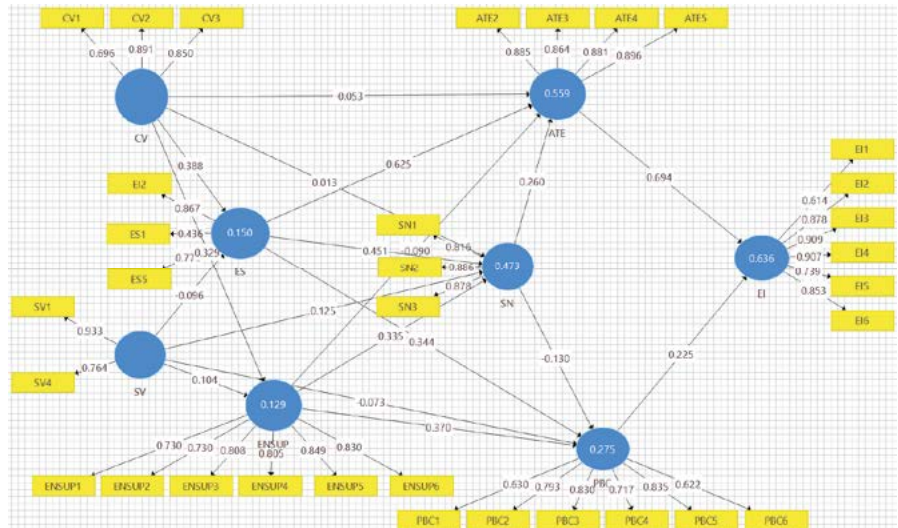 CV1 CV2 CV3 ATE2 ATE3 ATE4 ATE5
0.696 0.891 0.850 0.885 0.864 0.881 0.896
0.559
0.053
CV ATE
EI1
0.388 0.625 0.694
EI2 0.013 0.260 0.614 EI2
0.867 0.878
SN1 0.909 EI3
ES1 0.436 0.150 0.816
0.329 0.451 -0.090 0.473 0.636 0.907 EI4
0.77 ES SN2 0.886 0.739
ES5 0.878 EI5
SN3 SN EI 0.853
SV1 -0.096 0.125 EI6
0.933 0.335 0.344 -0.130
0.225
SV4 0.764 SV 0.104
0.129 0.073
0.370
0.730 0.730 0.808 ENSUP 0.805 0.849 0.830 0.275
PBC
ENSUP1 ENSUP2 ENSUP3 ENSUP4 ENSUP5 ENSUP6 0.630 0.793 0.830 0.717 0.835 0.622
PBC1 PBC2 PBC3 PBC4 PBC5 PBC6